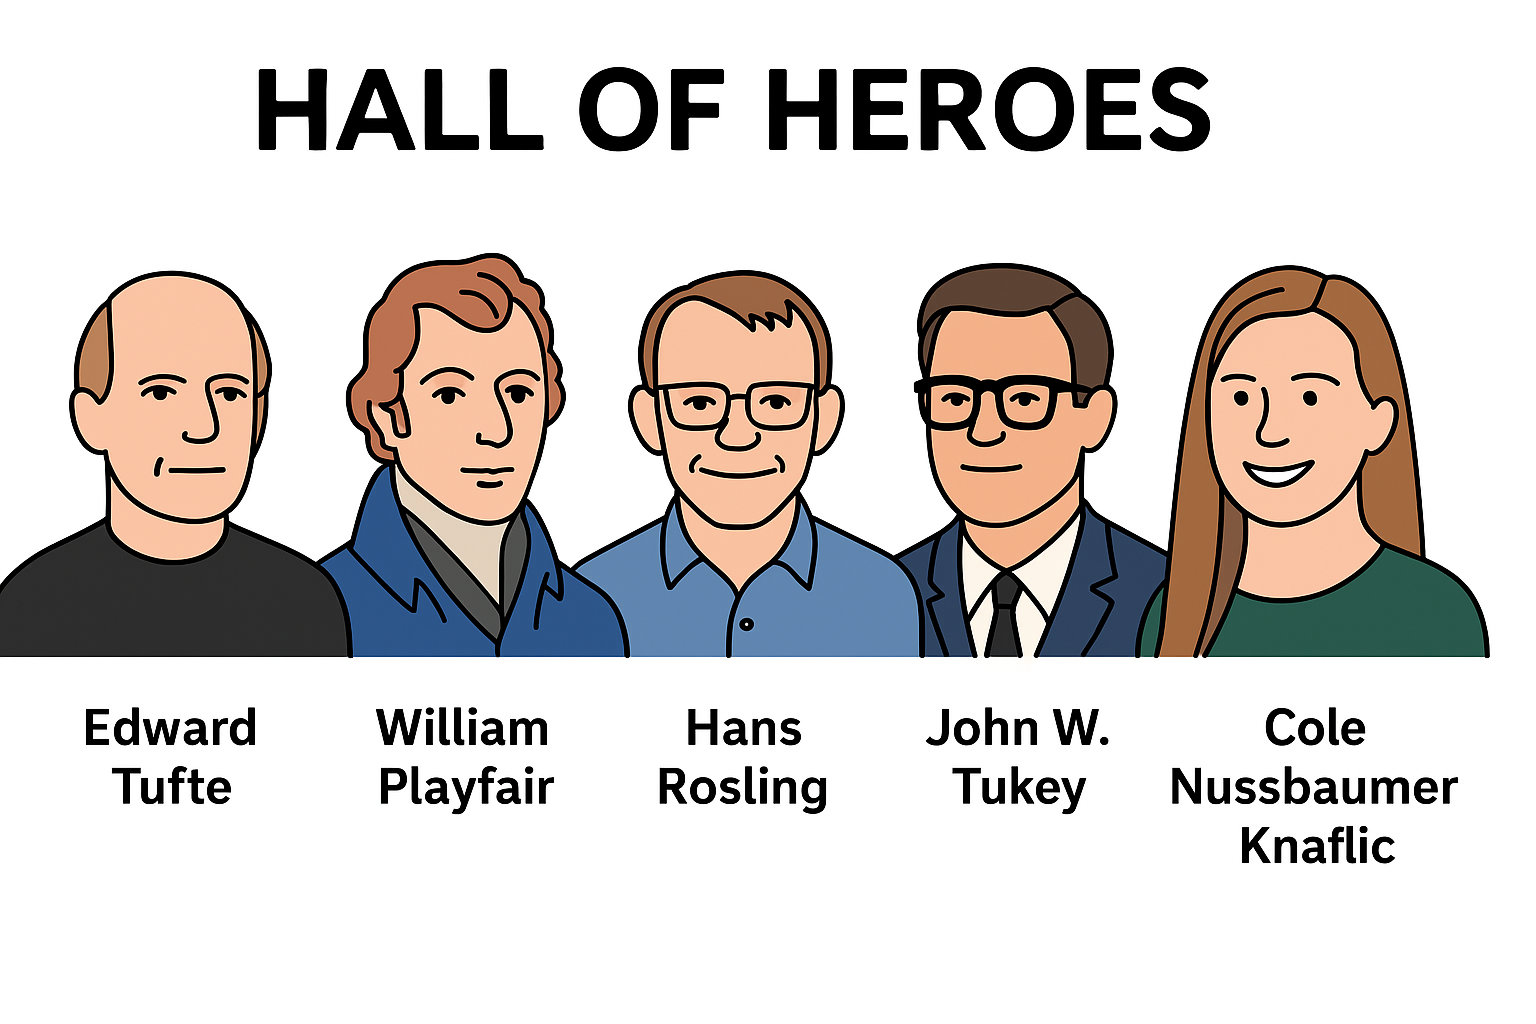 HALL OF HEROES
Edward
Tufte
William
Playfair
Hans
Rosling
John W.
Tukey
Cole
Nussbaumer
Knaflic